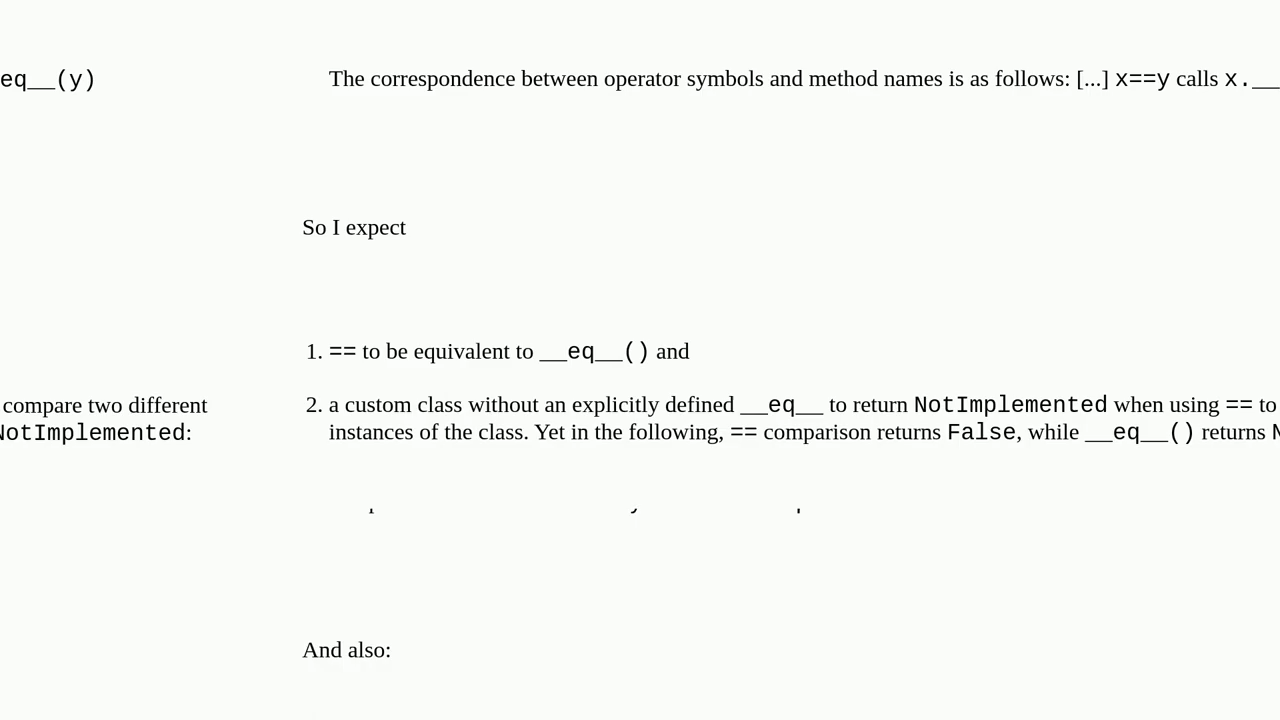 eq__(y)
The correspondence between operator symbols and method names is as follows: [...] x==y calls x.__
So I expect
1. == to be equivalent to __eq__() and
compare two different
2. a custom class without an explicitly defined __eq__ to return NotImplemented when using == to
NotImplemented:
instances of the class. Yet in the following, == comparison returns False, while __eq__() returns
And also: